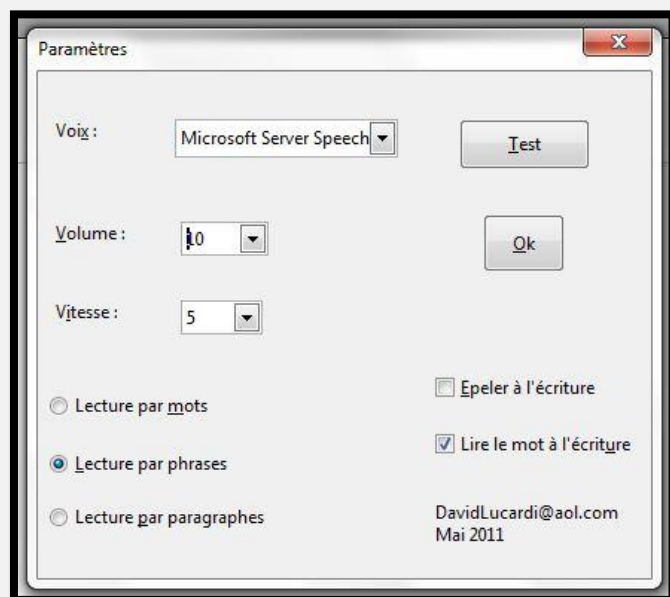 Paramètres
Voix :
Microsoft Server Speech
Test
Volume :
10
Ok
Vitesse :
5
Lecture par mots
Epeler à l'écriture
Lecture par phrases
Lire le mot à l'écriture
Lecture par paragraphes
DavidLucardi@aol.com
Mai 2011